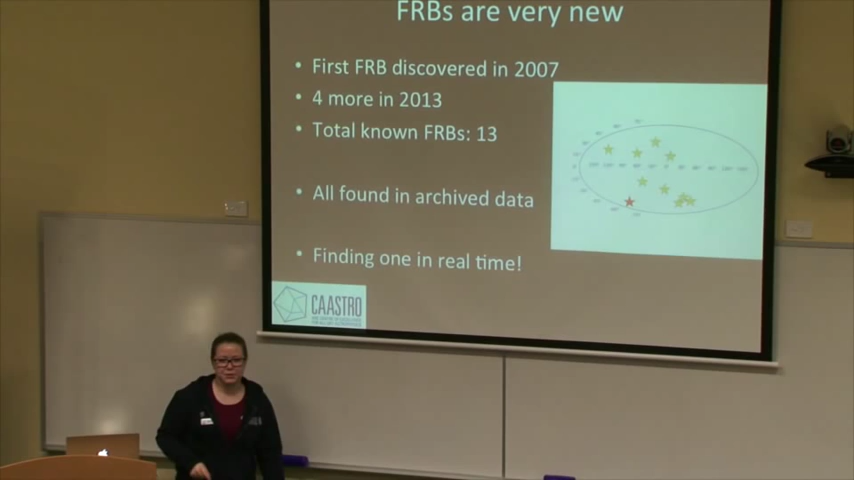 FRBs are very new
• First FRB discovered in 2007
• 4 more in 2013
• Total known FRBs: 13
• All found in archived data
• Finding one in real time!
CAASTRO